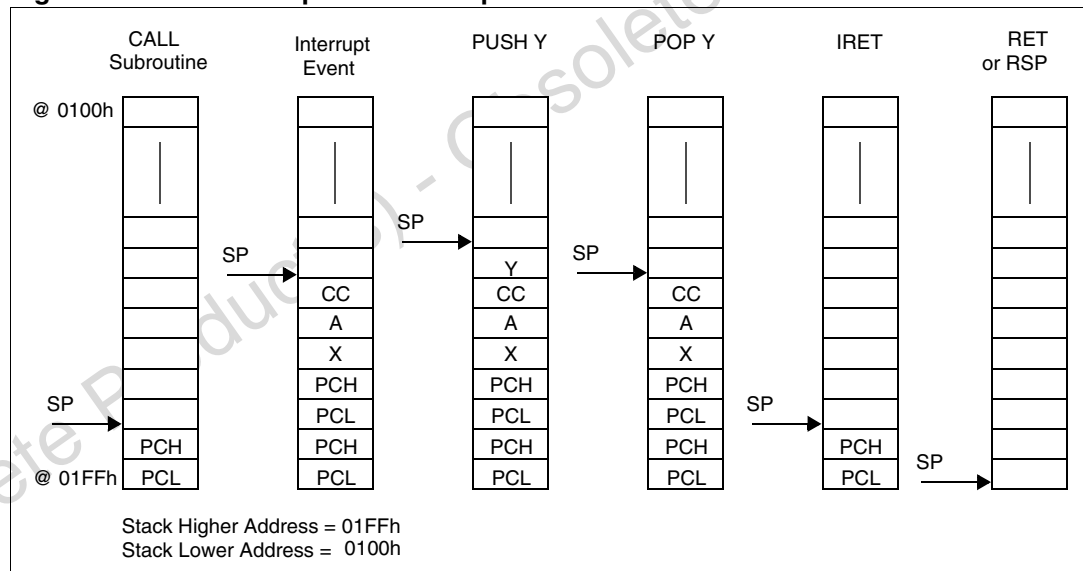 CALL
Subroutine
Interrupt
Event
PUSH Y
POP Y
IRET
RET
or RSP
@ 0100h
SP
SP
SP
Y
CC
CC
CC
A
A
A
X
X
X
PCH
PCH
PCH
SP
PCL
PCL
PCL
SP
PCH
PCH
PCH
PCH
PCH
SP
@ 01FFh
PCL
PCL
PCL
PCL
PCL
Stack Higher Address = 01FFh
Stack Lower Address = 0100h